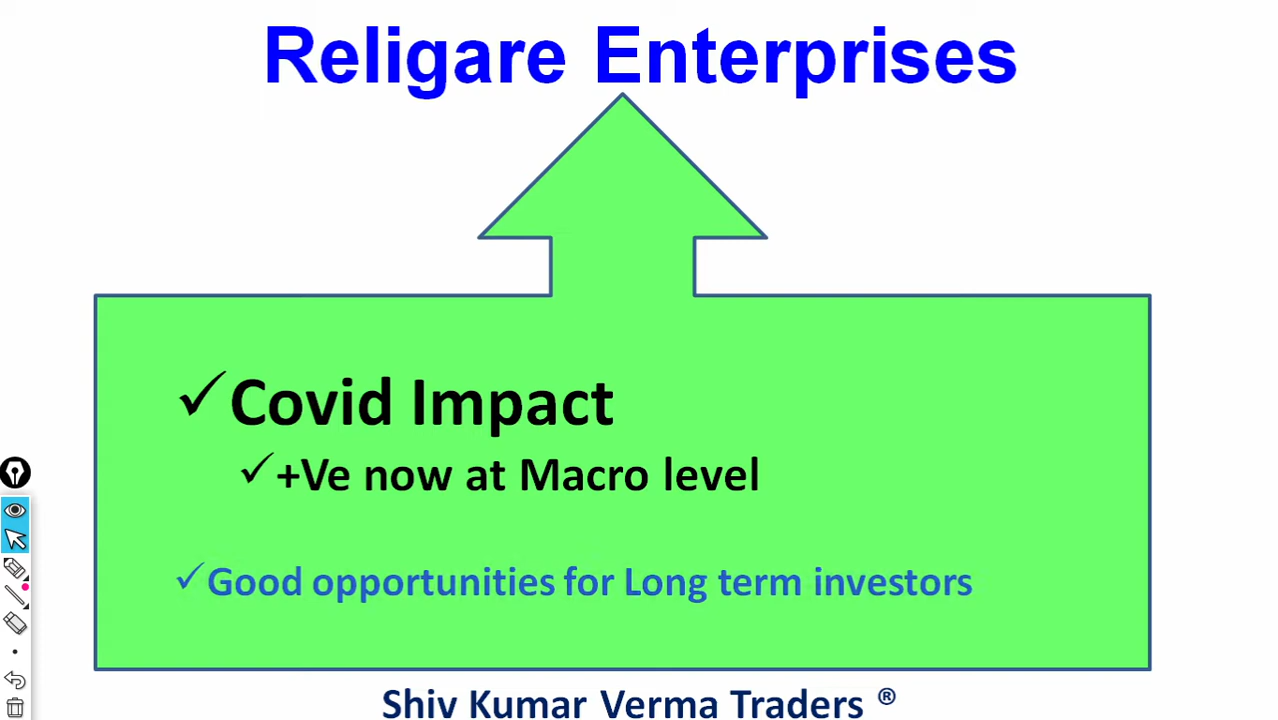 Religare Enterprises
✓Covid Impact
✓+Ve now at Macro level
✓Good opportunities for Long term investors
Shiv Kumar Verma Traders ®